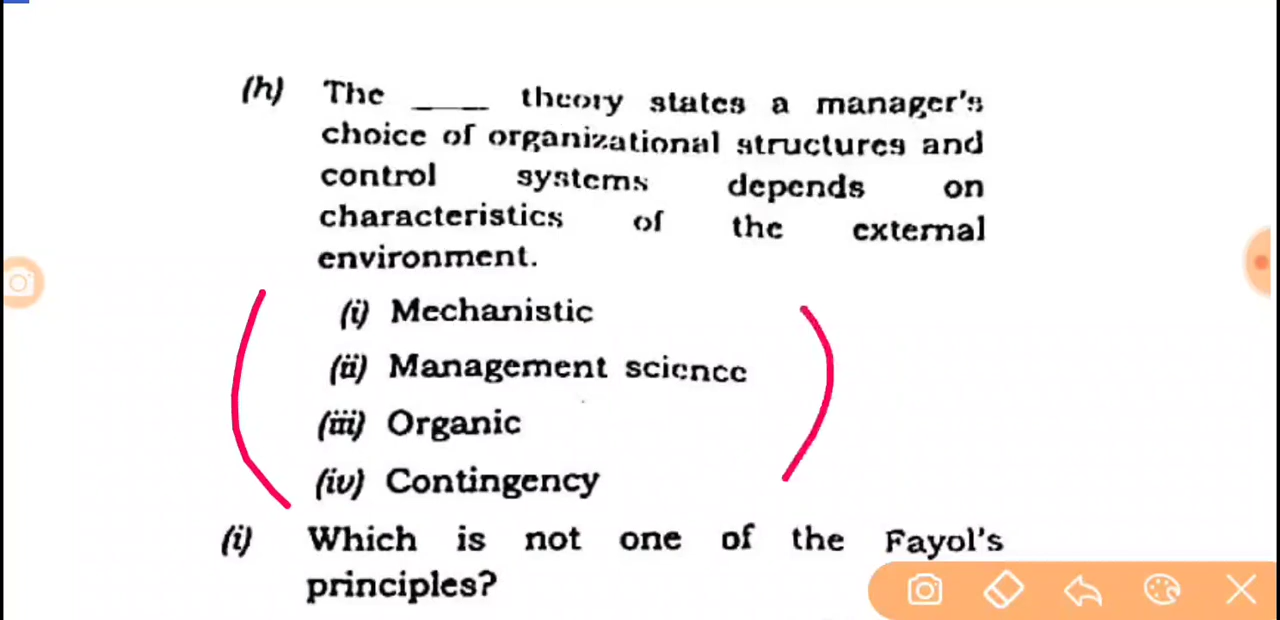 (h) The ____ theory states a manager's
choice of organizational structures and
control systems depends on
characteristics of the external
environment.
(i) Mechanistic
(ii) Management science
(iii) Organic
(iv) Contingency
(i) Which is not one of the Fayol's
principles?